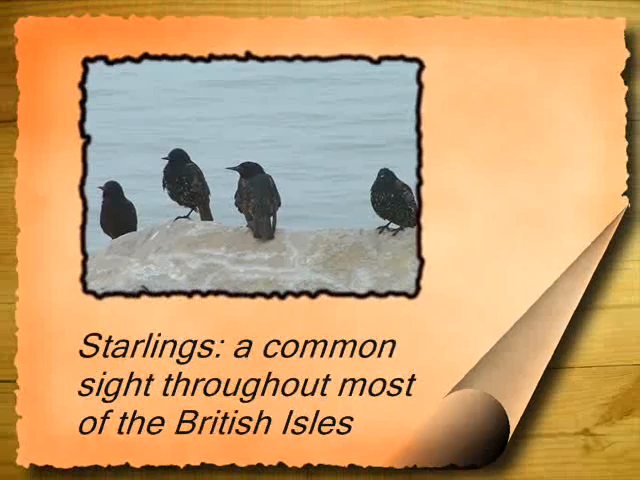 Starlings: a common
sight throughout most
of the British Isles